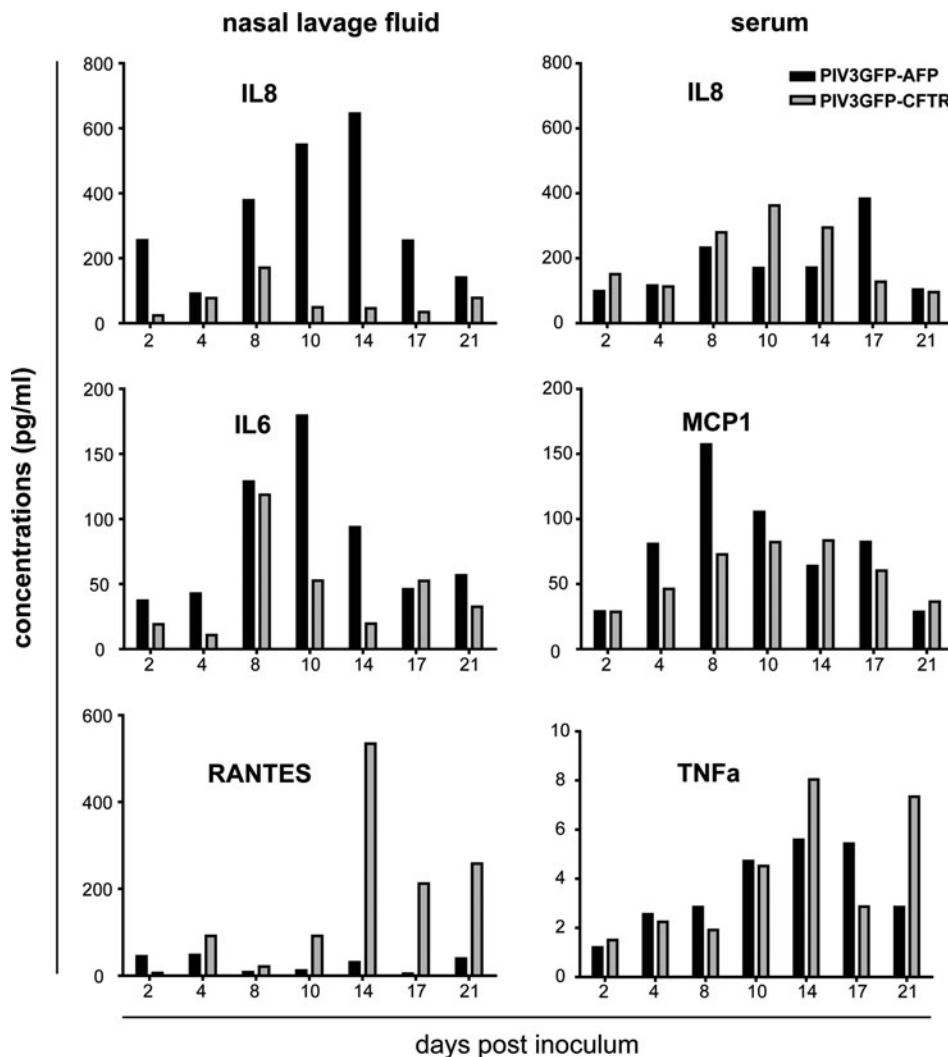 nasal lavage fluid
serum
concentrations (pg/ml)
800
600
400
200
0
IL8
2 4 8 10 14 17 21
800
600
400
200
0
IL8
PIV3GFP-AFP
PIV3GFP-CFTR
2 4 8 10 14 17 21
200
150
100
50
0
IL6
2 4 8 10 14 17 21
200
150
100
50
0
MCP1
2 4 8 10 14 17 21
600
400
200
0
RANTES
2 4 8 10 14 17 21
10
8
6
4
2
0
TNFa
2 4 8 10 14 17 21
days post inoculum